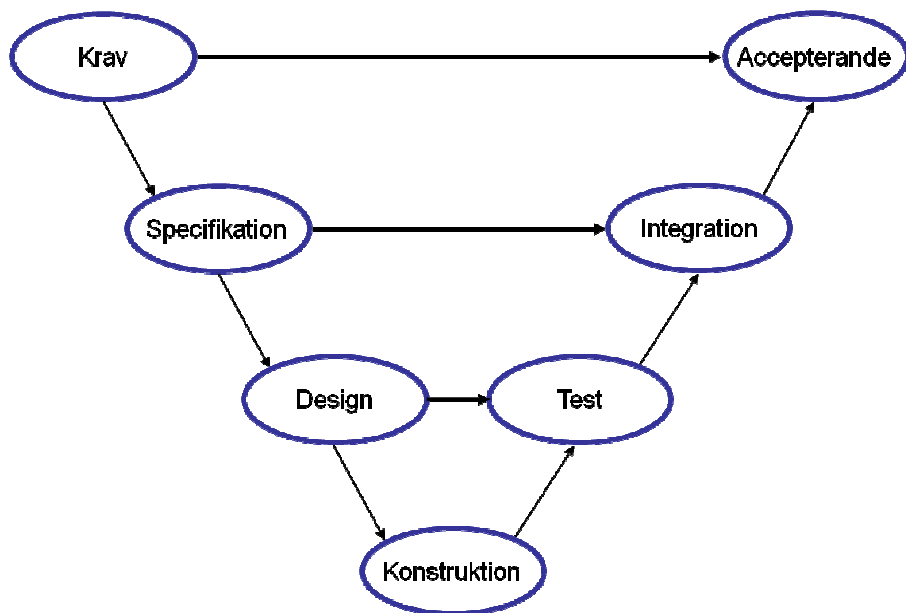 Krav
Accepterande
Specifikation
Integration
Design
Test
Konstruktion